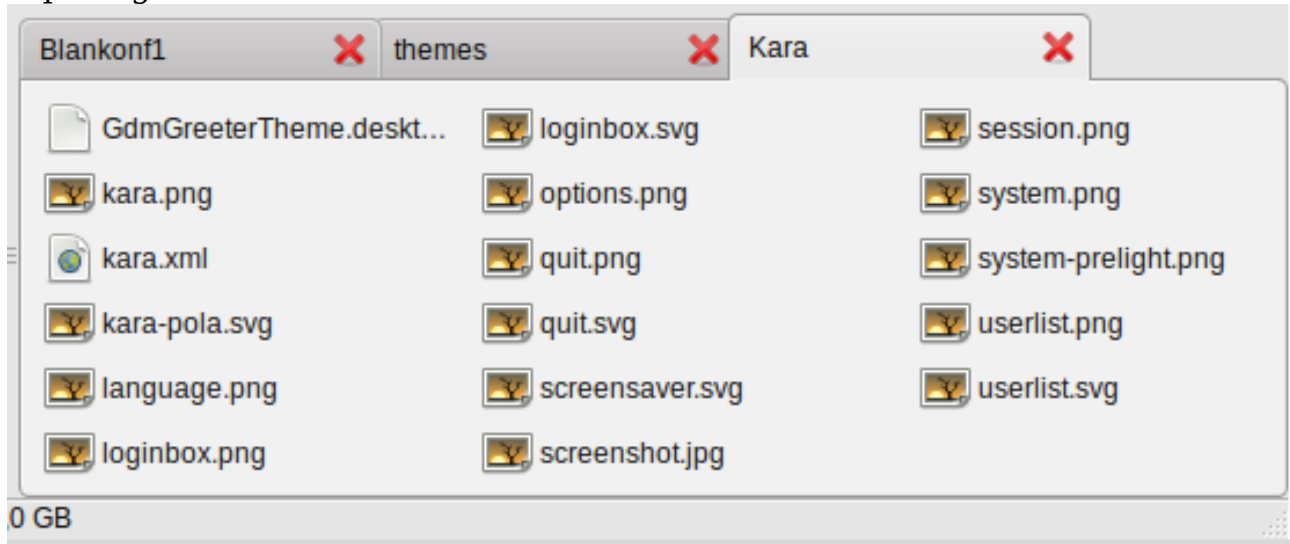 Blankonf1
themes
Kara
GdmGreeterTheme.deskt...
kara.png
kara.xml
kara-pola.svg
language.png
loginbox.png
loginbox.svg
options.png
quit.png
quit.svg
screensaver.svg
screenshot.jpg
session.png
system.png
system-prelight.png
userlist.png
userlist.svg
,0 GB